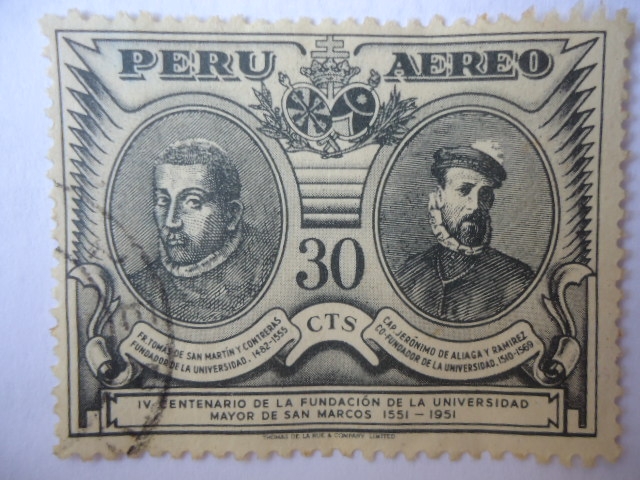 PERU AEREO
30
CTS
FR. TOMÁS DE SAN MARTÍN Y CONTRERAS
FUNDADOR DE LA UNIVERSIDAD. 1482-1555
CAP. JERÓNIMO DE ALIAGA Y RAMIREZ
CO-FUNDADOR DE LA UNIVERSIDAD. 1510-1569
IV CENTENARIO DE LA FUNDACIÓN DE LA UNIVERSIDAD
MAYOR DE SAN MARCOS 1551 - 1951
THOMAS DE LA RUE & COMPANY LIMITED